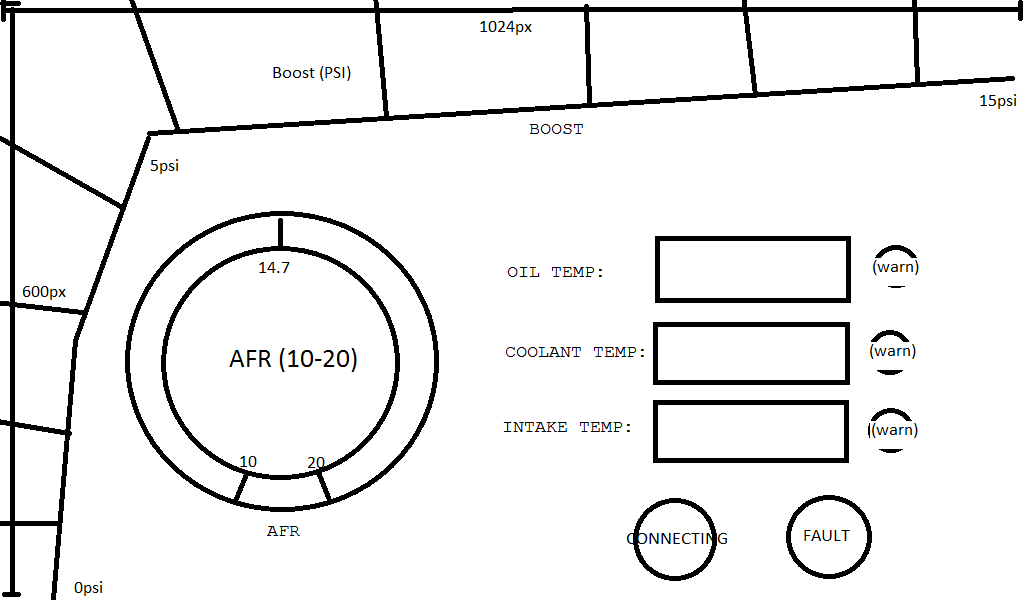 1024px
Boost (PSI)
15psi
BOOST
5psi
OIL TEMP:
(warn)
14.7
600px
COOLANT TEMP:
(warn)
AFR (10-20)
INTAKE TEMP:
(warn)
10
20
AFR
CONNECTING
FAULT
0psi